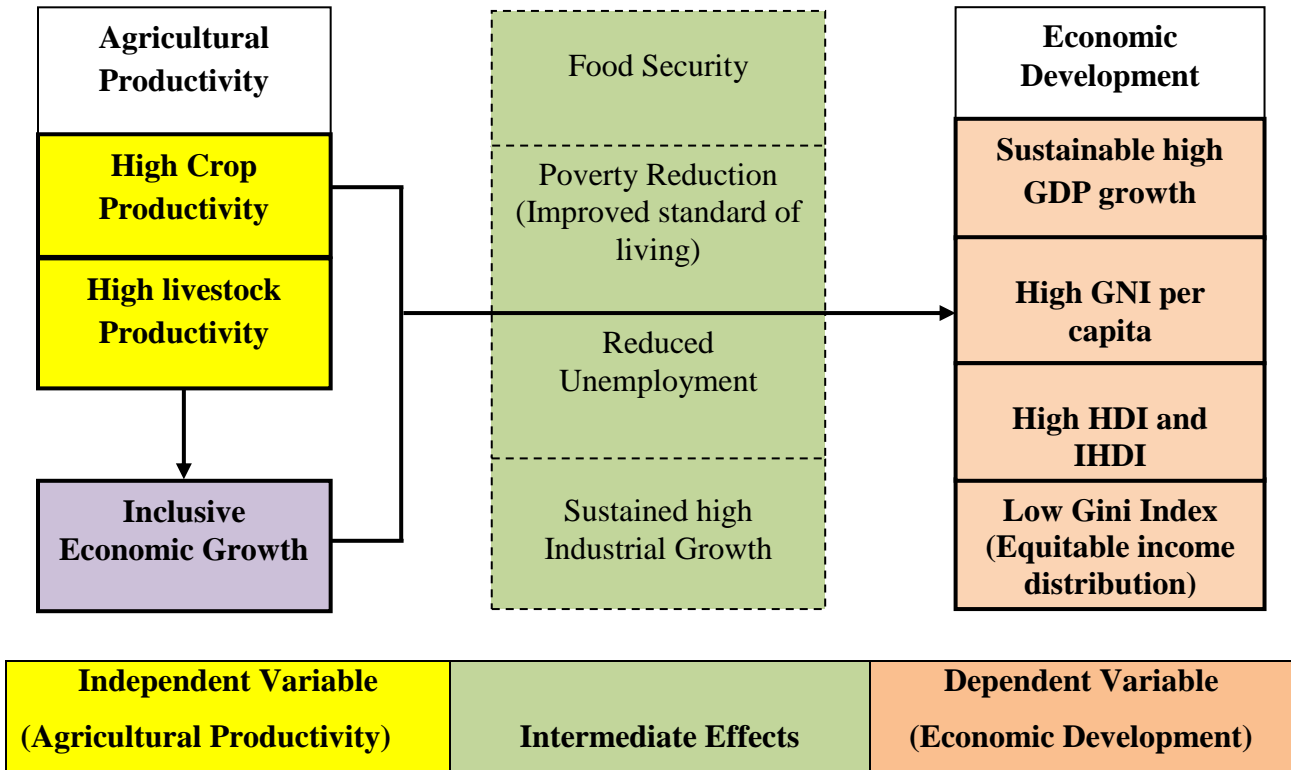 Agricultural
Productivity
High Crop
Productivity
High livestock
Productivity
Inclusive
Economic Growth
Food Security
Poverty Reduction
(Improved standard of
living)
Reduced
Unemployment
Sustained high
Industrial Growth
Economic
Development
Sustainable high
GDP growth
High GNI per
capita
High HDI and
IHDI
Low Gini Index
(Equitable income
distribution)
Independent Variable
(Agricultural Productivity)
Intermediate Effects
Dependent Variable
(Economic Development)